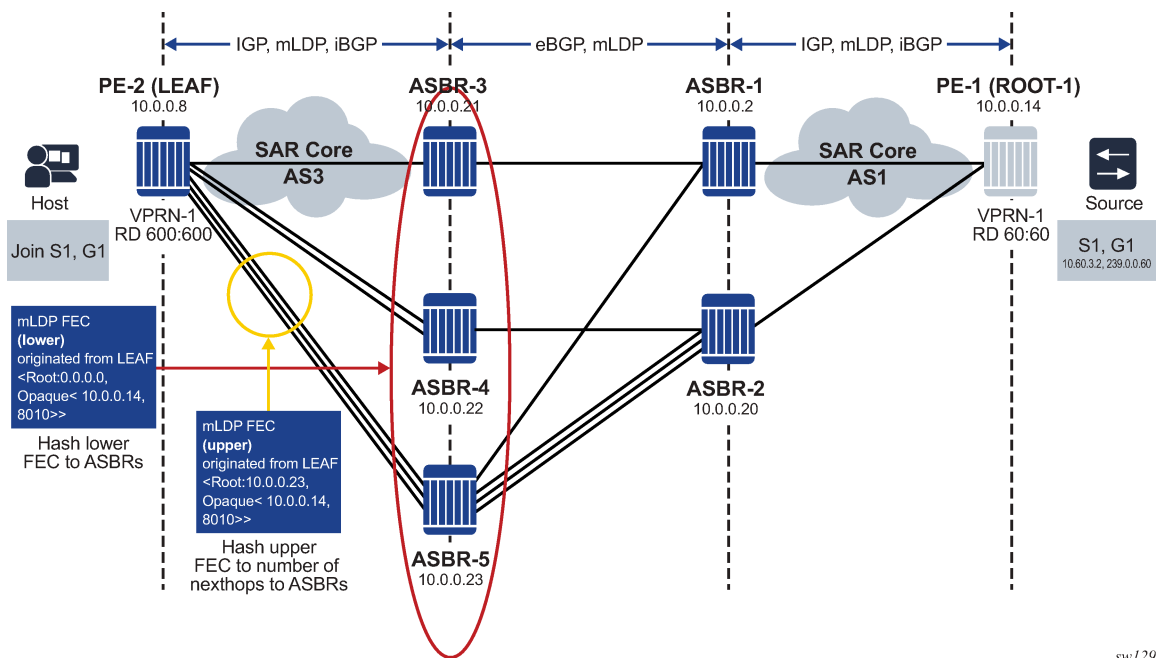 IGP, mLDP, iBGP
eBGP, mLDP
IGP, mLDP, iBGP
PE-2 (LEAF)
10.0.0.8
ASBR-3
10.0.0.21
ASBR-1
10.0.0.2
PE-1 (ROOT-1)
10.0.0.14
SAR Core
AS3
SAR Core
AS1
Host
Source
VPRN-1
RD 600:600
VPRN-1
RD 60:60
Join S1, G1
S1, G1
10.60.3.2, 239.0.0.60
mLDP FEC
(lower)
originated from LEAF
<Root:0.0.0.0,
Opaque< 10.0.0.14,
8010>>
Hash lower
FEC to ASBRs
ASBR-4
10.0.0.22
ASBR-2
10.0.0.20
mLDP FEC
(upper)
originated from LEAF
<Root:10.0.0.23,
Opaque< 10.0.0.14,
8010>>
Hash upper
FEC to number of
nexthops to ASBRs
ASBR-5
10.0.0.23
sw129